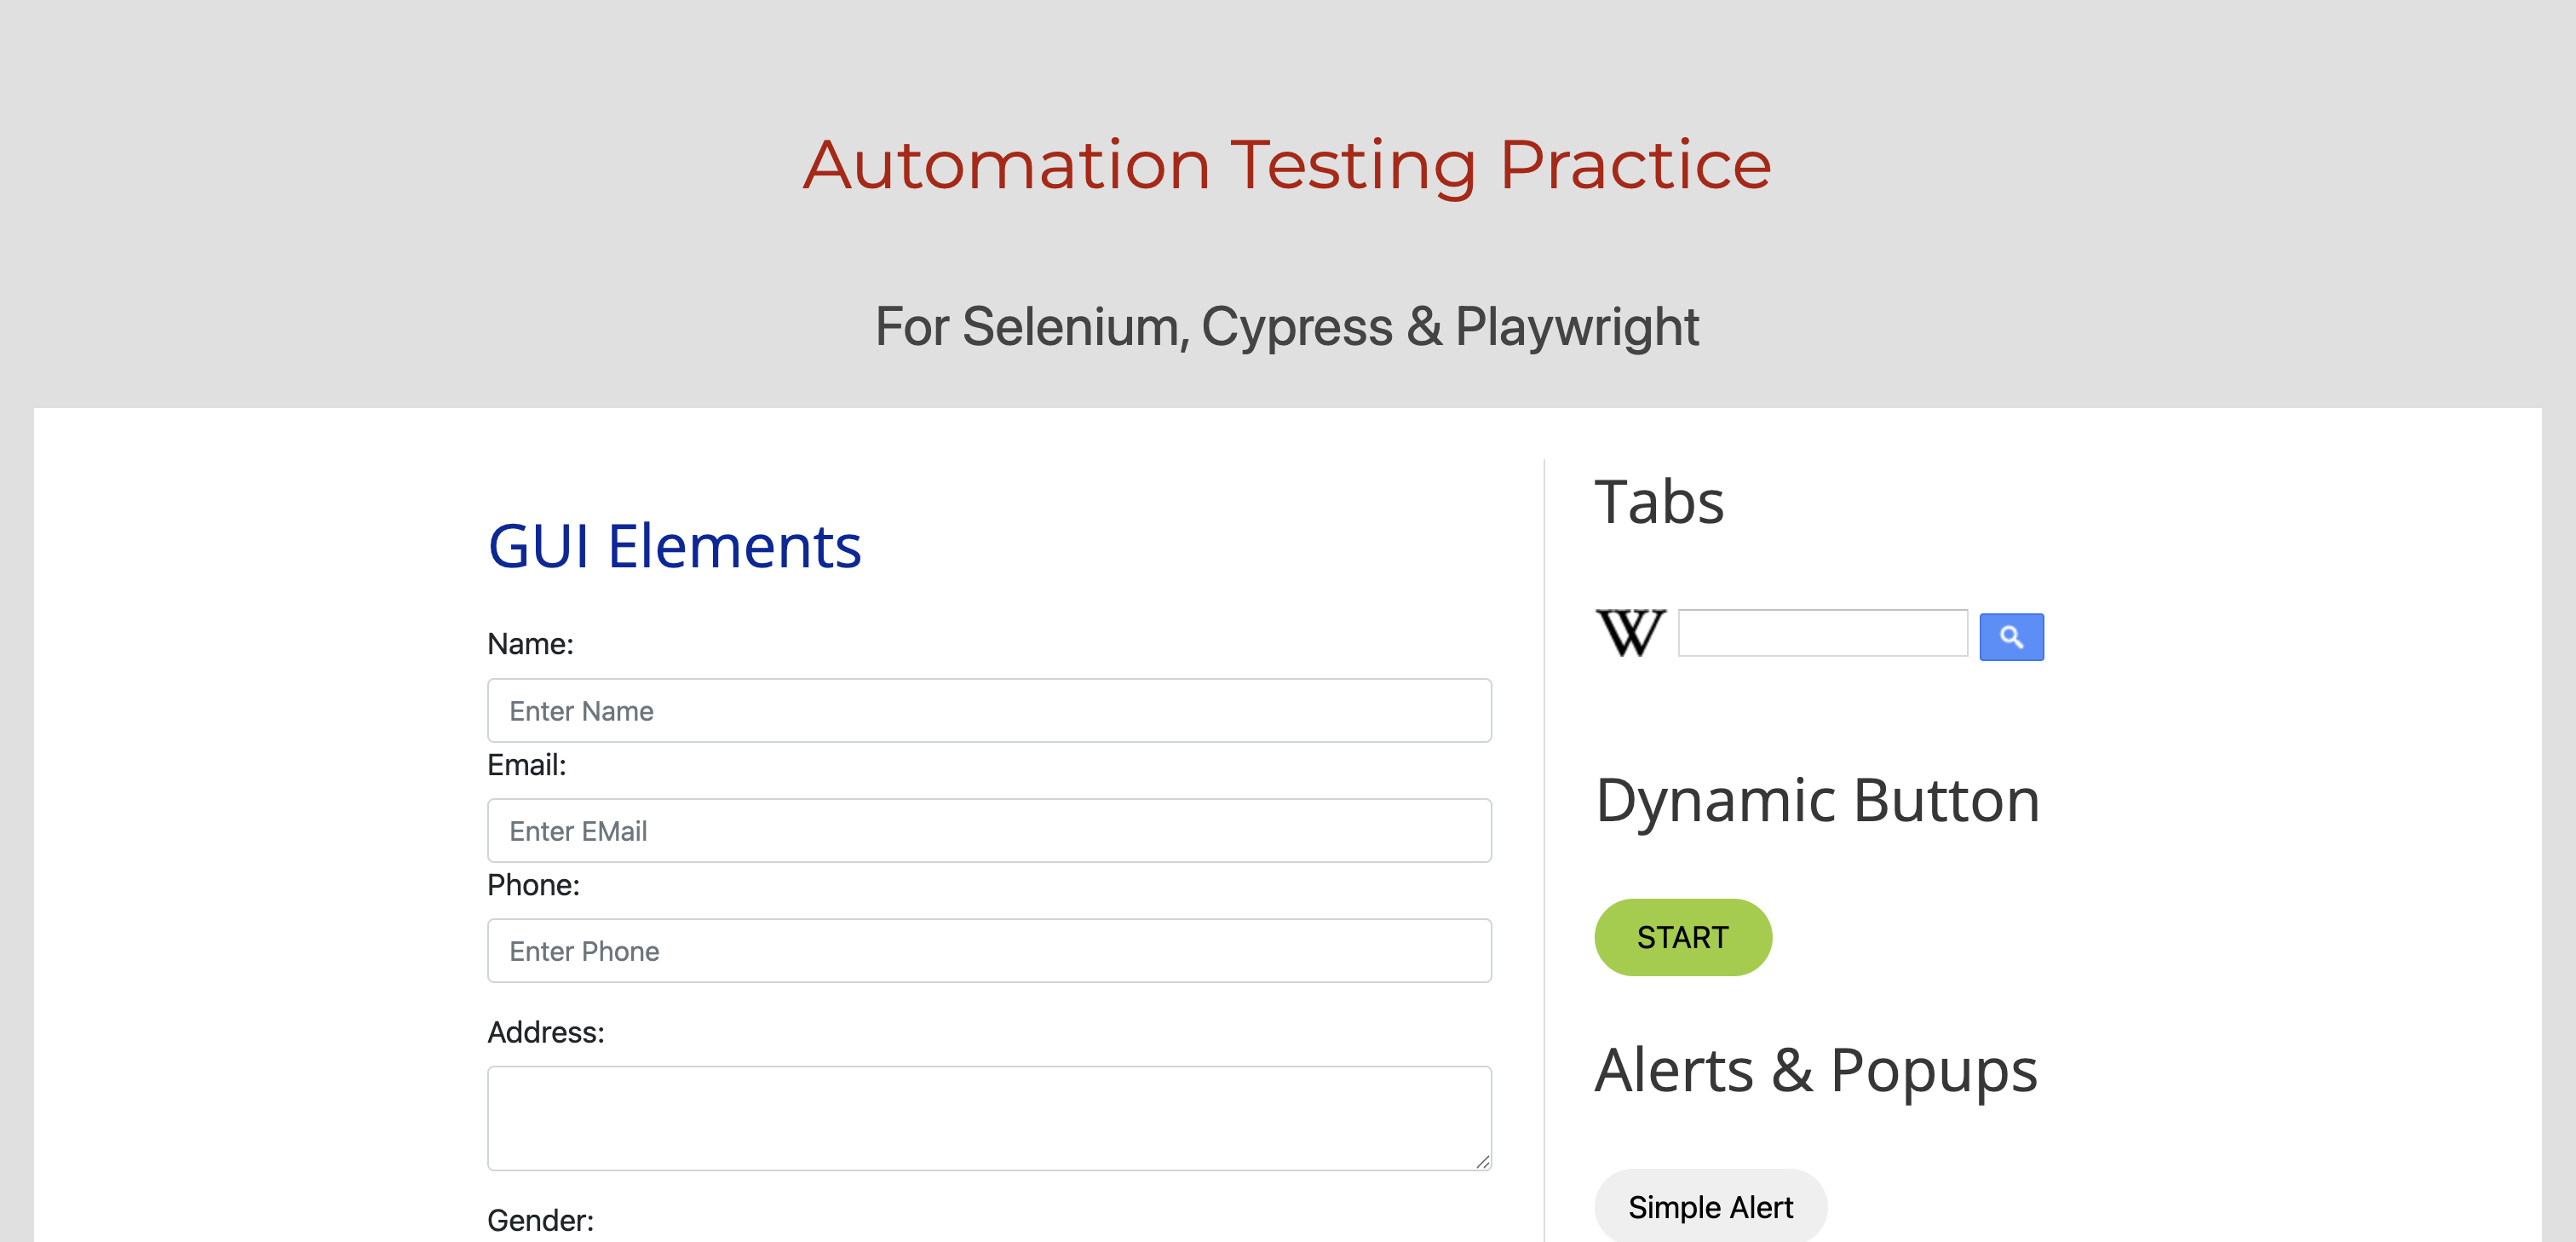 Automation Testing Practice
For Selenium, Cypress & Playwright
GUI Elements
Name:
Enter Name
Email:
Enter EMail
Phone:
Enter Phone
Address:
Gender:
Tabs
W
Dynamic Button
START
Alerts & Popups
Simple Alert